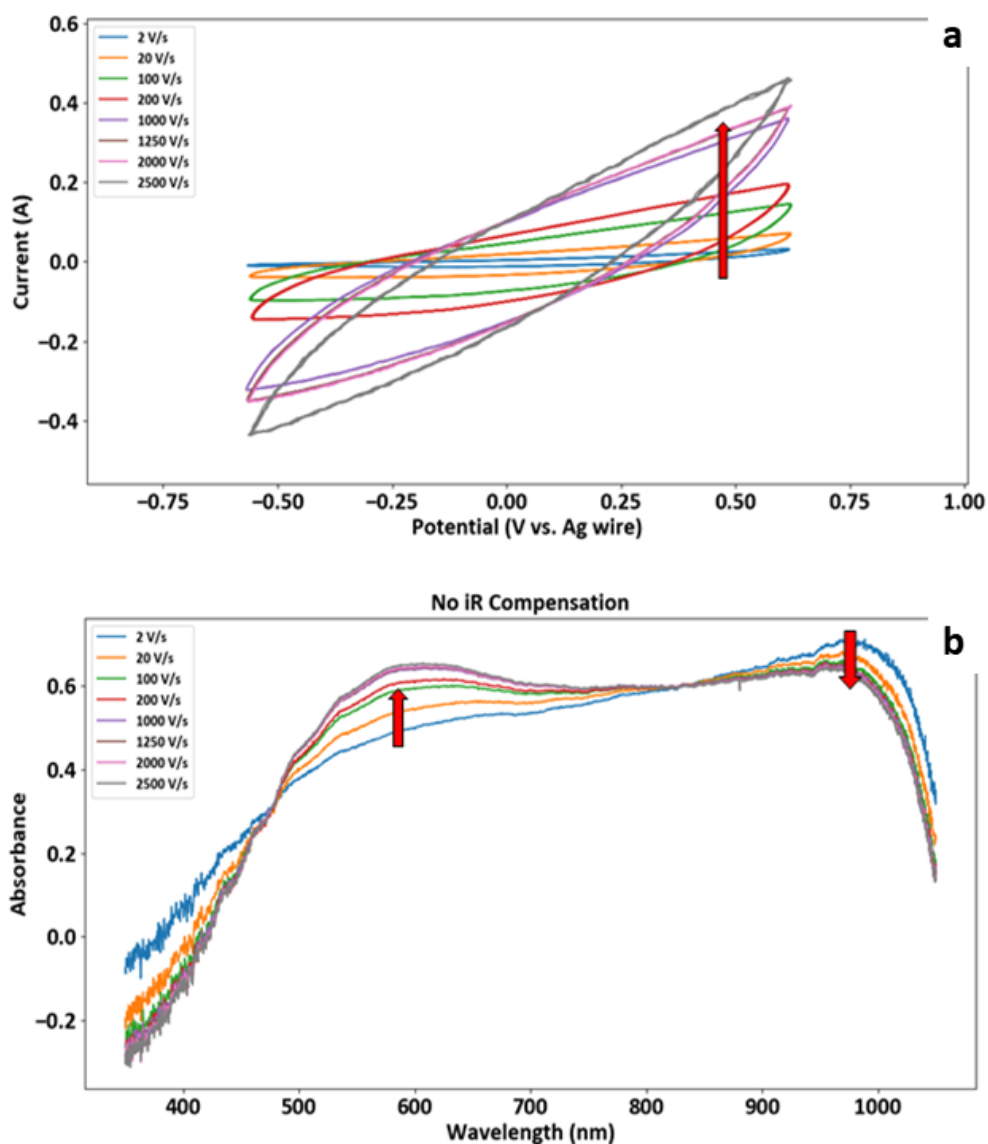 a
0.6
0.4
0.2
0.0
−0.2
−0.4
Current (A)
2 V/s
20 V/s
100 V/s
200 V/s
1000 V/s
1250 V/s
2000 V/s
2500 V/s
−0.75 −0.50 −0.25 0.00 0.25 0.50 0.75 1.00
Potential (V vs. Ag wire)
No iR Compensation
b
0.6
0.4
0.2
0.0
−0.2
Absorbance
2 V/s
20 V/s
100 V/s
200 V/s
1000 V/s
1250 V/s
2000 V/s
2500 V/s
400 500 600 700 800 900 1000
Wavelength (nm)